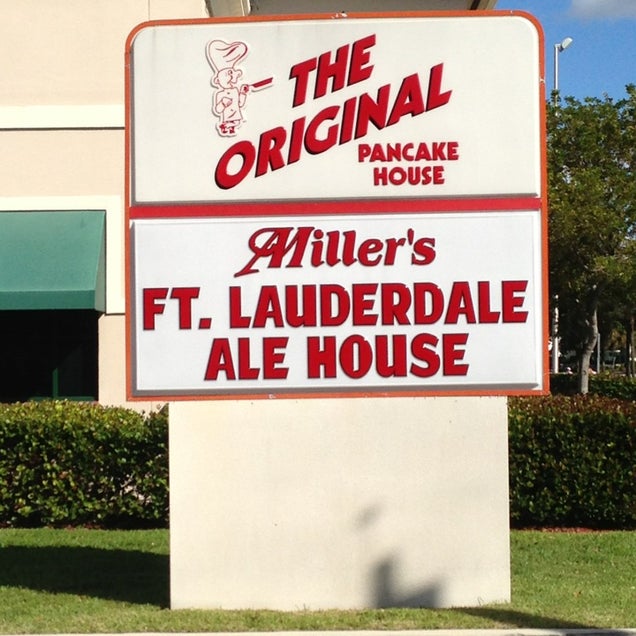 THE
ORIGINAL
PANCAKE
HOUSE
Miller's
FT. LAUDERDALE
ALE HOUSE